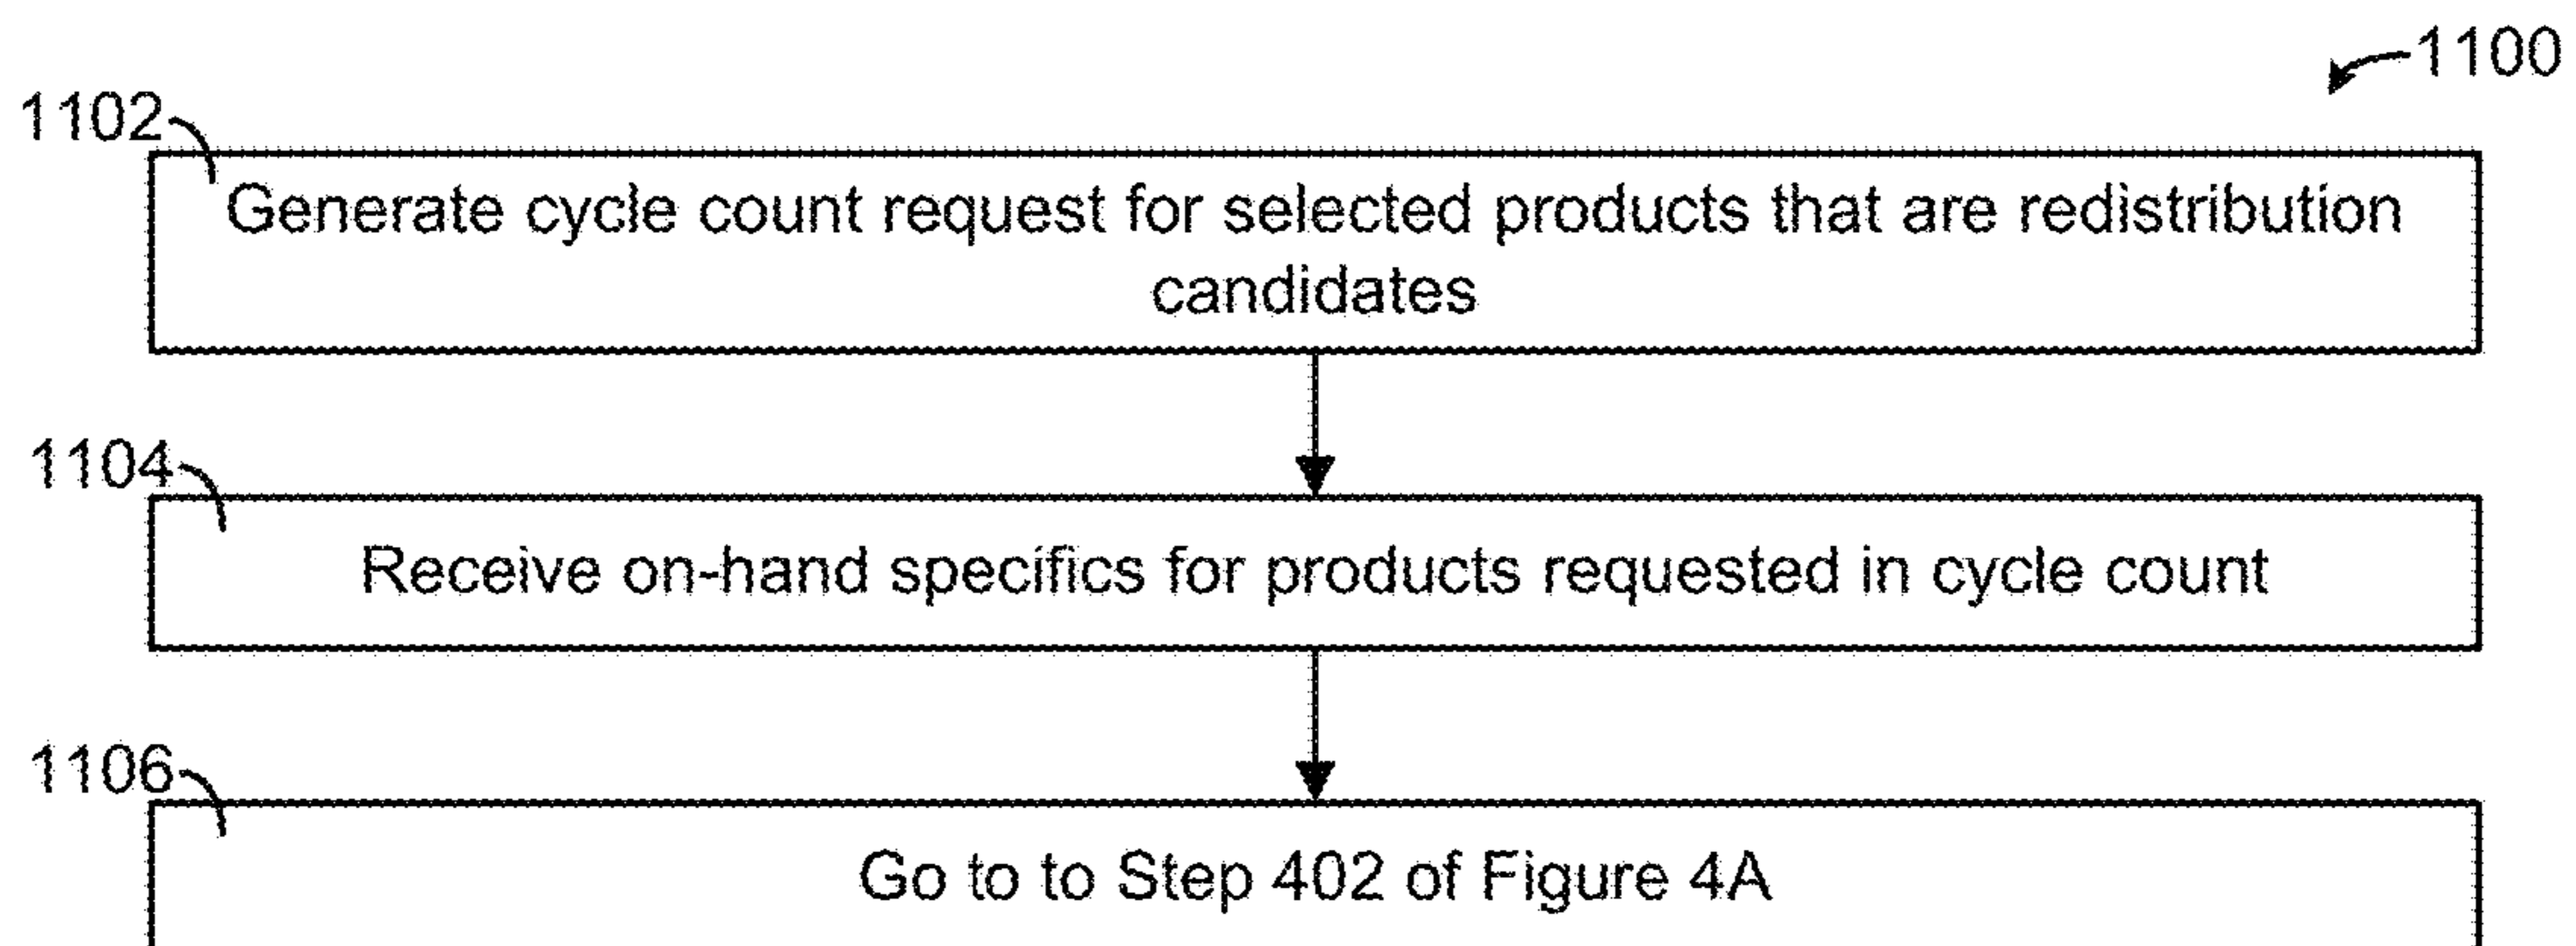 1100
1102
Generate cycle count request for selected products that are redistribution
candidates
1104
Receive on-hand specifics for products requested in cycle count
1106
Go to to Step 402 of Figure 4A